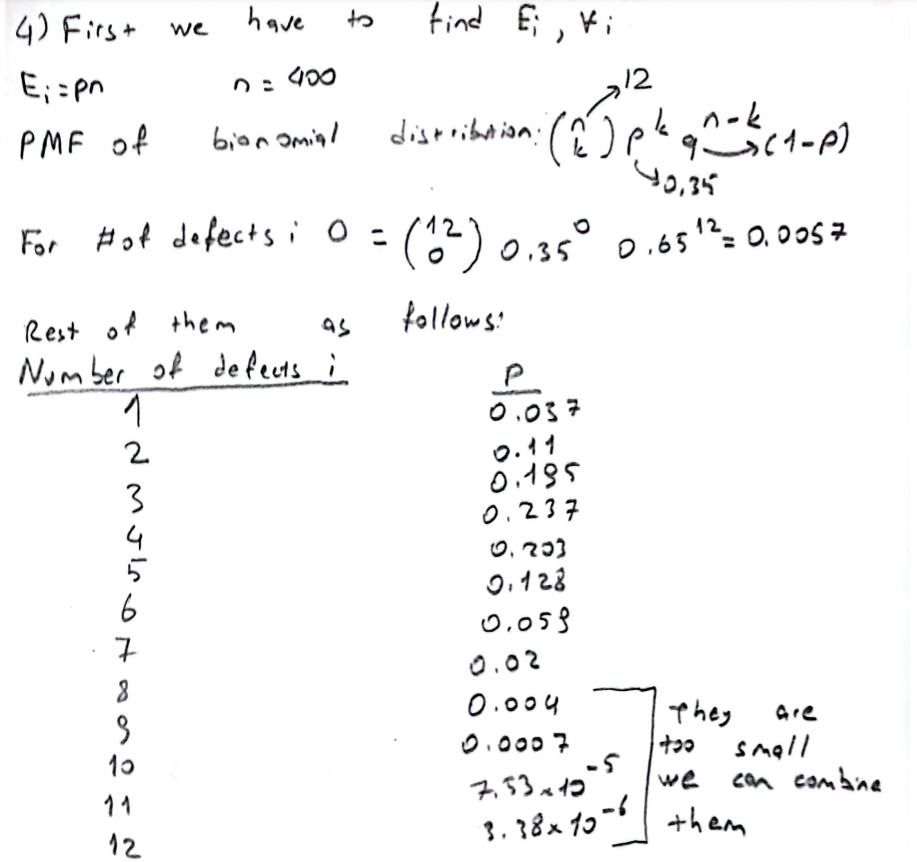 4) First we have to find Ei, ∀i
Ei = pn n = 400
PMF of bionomial distribution: (n k) p^k q^n-k → (1-p)
12
0,35
For # of defects i 0 = (12 0) 0.35^0 0.65^12 = 0.0057
Rest of them as follows:
Number of defects i P
1 0.037
2 0.11
3 0.195
4 0.237
5 0.203
6 0.128
7 0.059
8 0.02
9 0.004
10 0.0007
11 7,53 x 10^-5
12 3.38 x 10^-6
They are
too small
we can combine
them